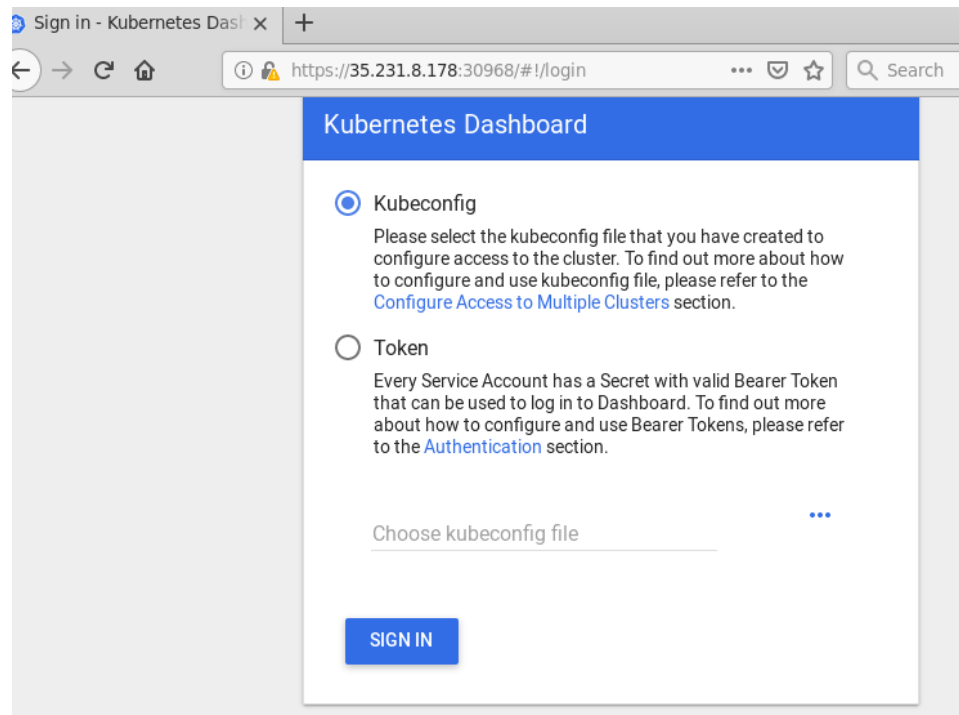 Sign in - Kubernetes Dash
https://35.231.8.178:30968/#!/login
Search
Kubernetes Dashboard
Kubeconfig
Please select the kubeconfig file that you have created to
configure access to the cluster. To find out more about how
to configure and use kubeconfig file, please refer to the
Configure Access to Multiple Clusters section.
Token
Every Service Account has a Secret with valid Bearer Token
that can be used to log in to Dashboard. To find out more
about how to configure and use Bearer Tokens, please refer
to the Authentication section.
Choose kubeconfig file
SIGN IN